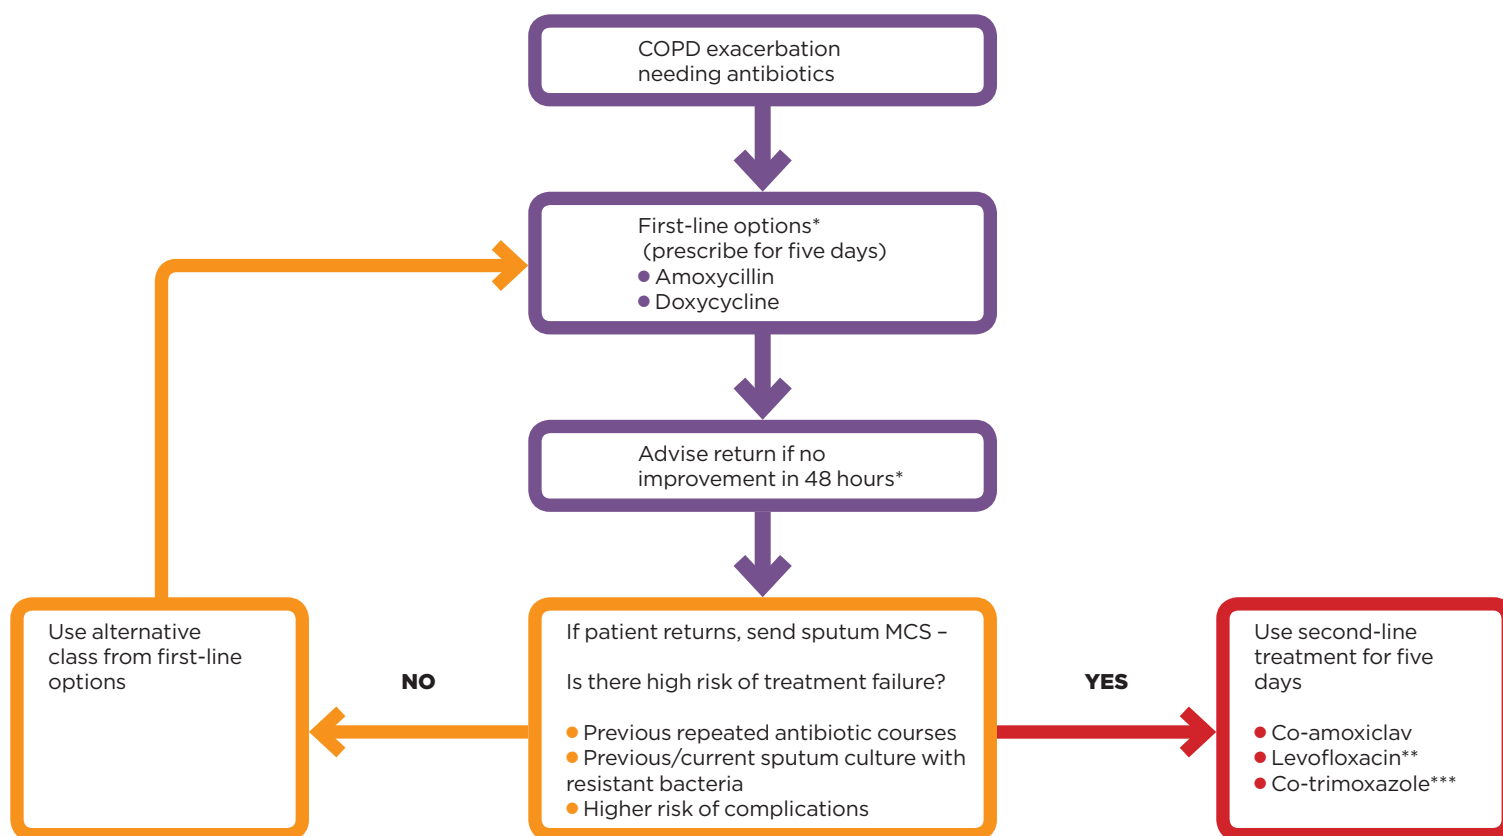 COPD exacerbation
needing antibiotics
First-line options*
(prescribe for five days)
● Amoxycillin
● Doxycycline
Advise return if no
improvement in 48 hours*
Use alternative
class from first-line
options
NO
If patient returns, send sputum MCS –
Is there high risk of treatment failure?
● Previous repeated antibiotic courses
● Previous/current sputum culture with
resistant bacteria
● Higher risk of complications
YES
Use second-line
treatment for five
days
● Co-amoxiclav
● Levofloxacin**
● Co-trimoxazole***